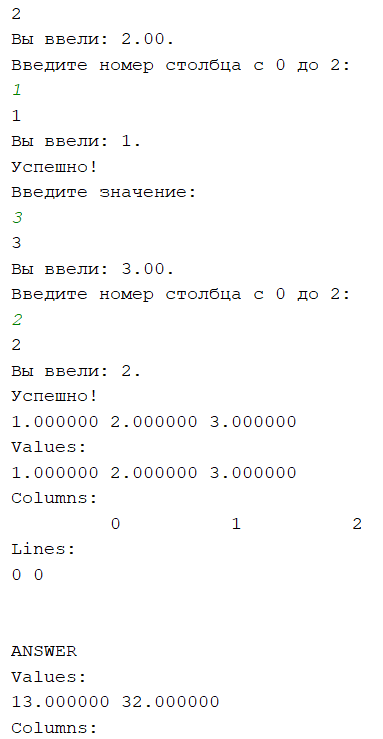 2
Вы ввели: 2.00.
Введите номер столбца с 0 до 2:
1
1
Вы ввели: 1.
Успешно!
Введите значение:
3
3
Вы ввели: 3.00.
Введите номер столбца с 0 до 2:
2
2
Вы ввели: 2.
Успешно!
1.000000 2.000000 3.000000
Values:
1.000000 2.000000 3.000000
Columns:
0 1 2
Lines:
0 0
ANSWER
Values:
13.000000 32.000000
Columns: